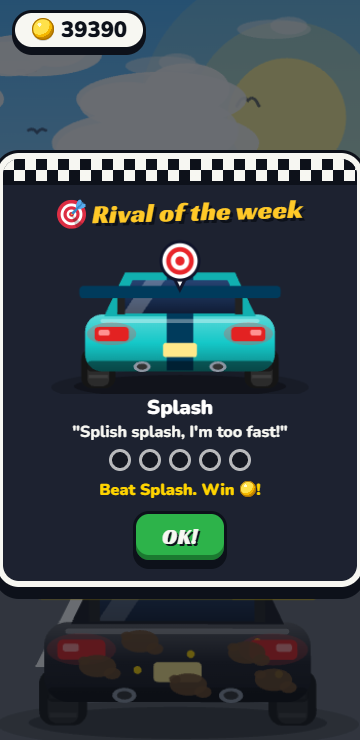 39390
Rival of the week
Splash
"Splish splash, I'm too fast!"
Beat Splash. Win !
OK!